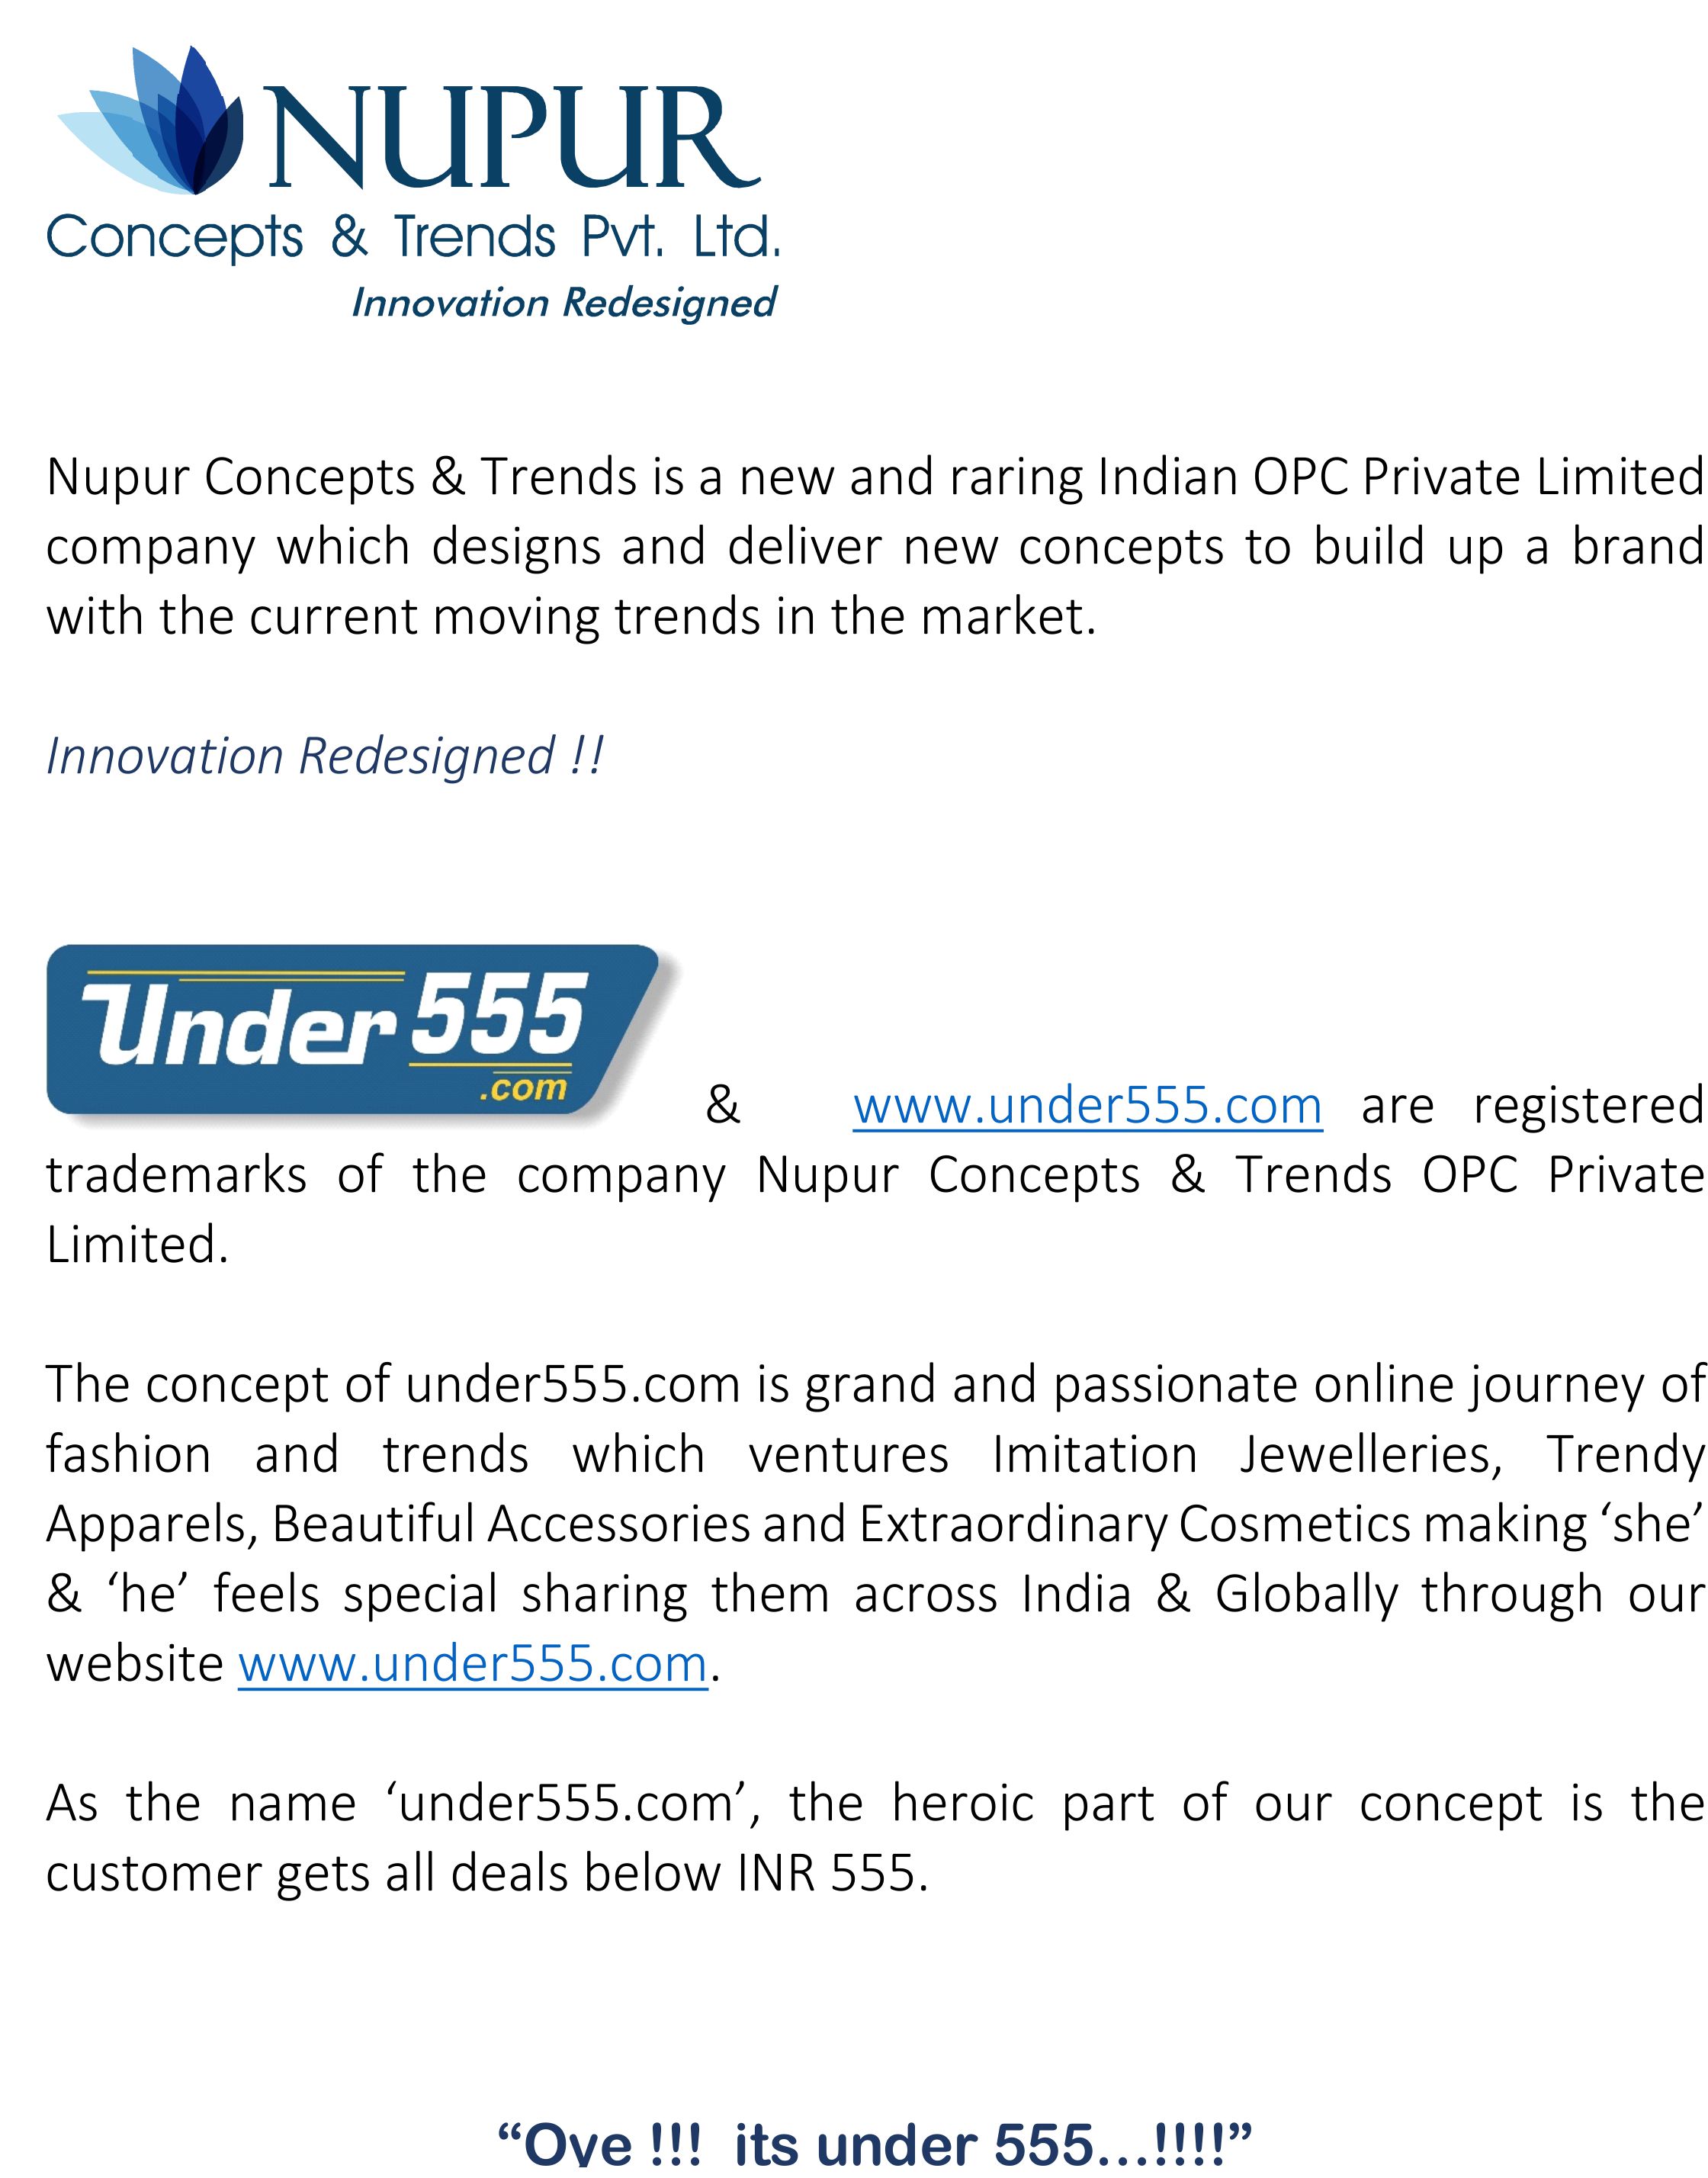 NUPUR
Concepts & Trends Pvt. Ltd.
Innovation Redesigned
Nupur Concepts & Trends is a new and raring Indian OPC Private Limited
company which designs and deliver new concepts to build up a brand
with the current moving trends in the market.
Innovation Redesigned !!
Under 555
.com
& www.under555.com are registered
trademarks of the company Nupur Concepts & Trends OPC Private
Limited.
The concept of under555.com is grand and passionate online journey of
fashion and trends which ventures Imitation Jewelleries, Trendy
Apparels, Beautiful Accessories and Extraordinary Cosmetics making ‘she’
& ‘he’ feels special sharing them across India & Globally through our
website www.under555.com.
As the name ‘under555.com’, the heroic part of our concept is the
customer gets all deals below INR 555.
“Ove !!! its under 555...!!!!”